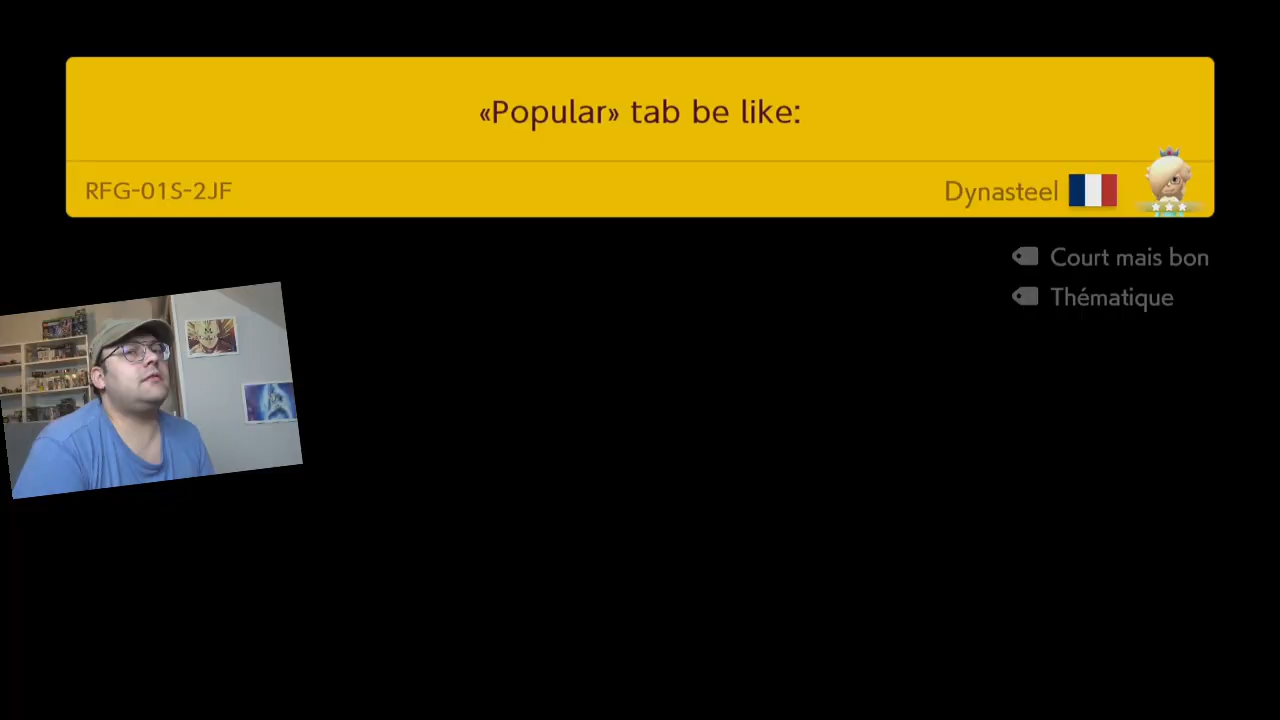 «Popular» tab be like:
RFG-01S-2JF
Dynasteel
Court mais bon
Thématique